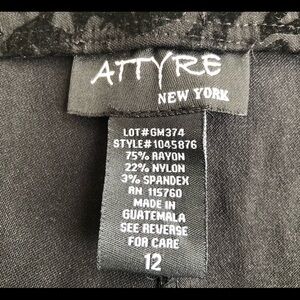 ATTYRE
NEW YORK
LOT#GM374
STYLE#1045876
75% RAYON
22% NYLON
3% SPANDEX
RN 115760
MADE IN
GUATEMALA
SEE REVERSE
FOR CARE
12